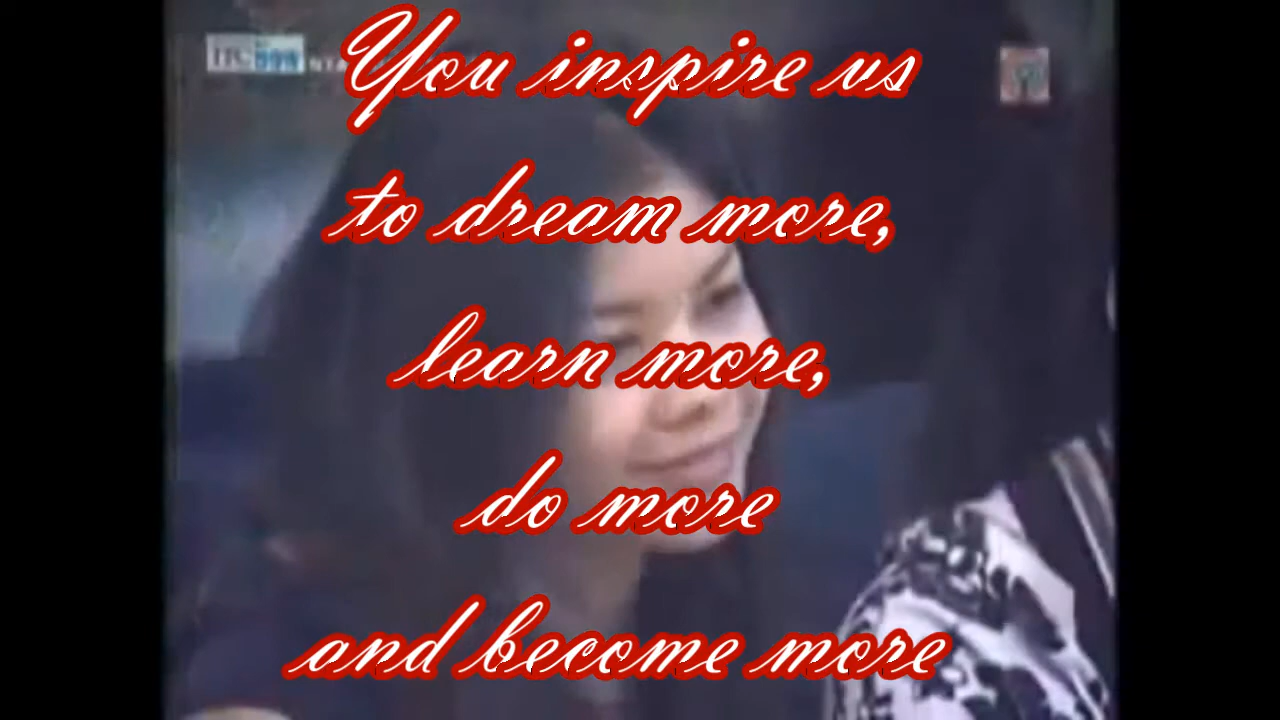 You inspire us
to dream more,
learn more,
do more
and become more